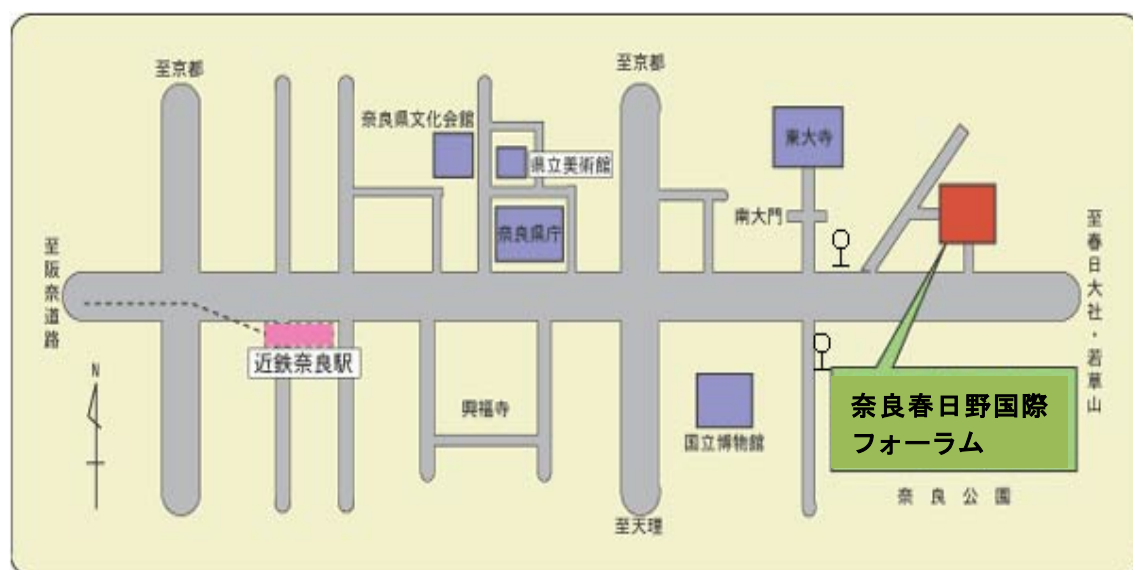 至京都
至京都
奈良県文化会館
県立美術館
東大寺
南大門
奈良県庁
至阪奈道路
至春日大社・若草山
近鉄奈良駅
N
興福寺
国立博物館
奈良春日野国際
フォーラム
奈良公園
至天理